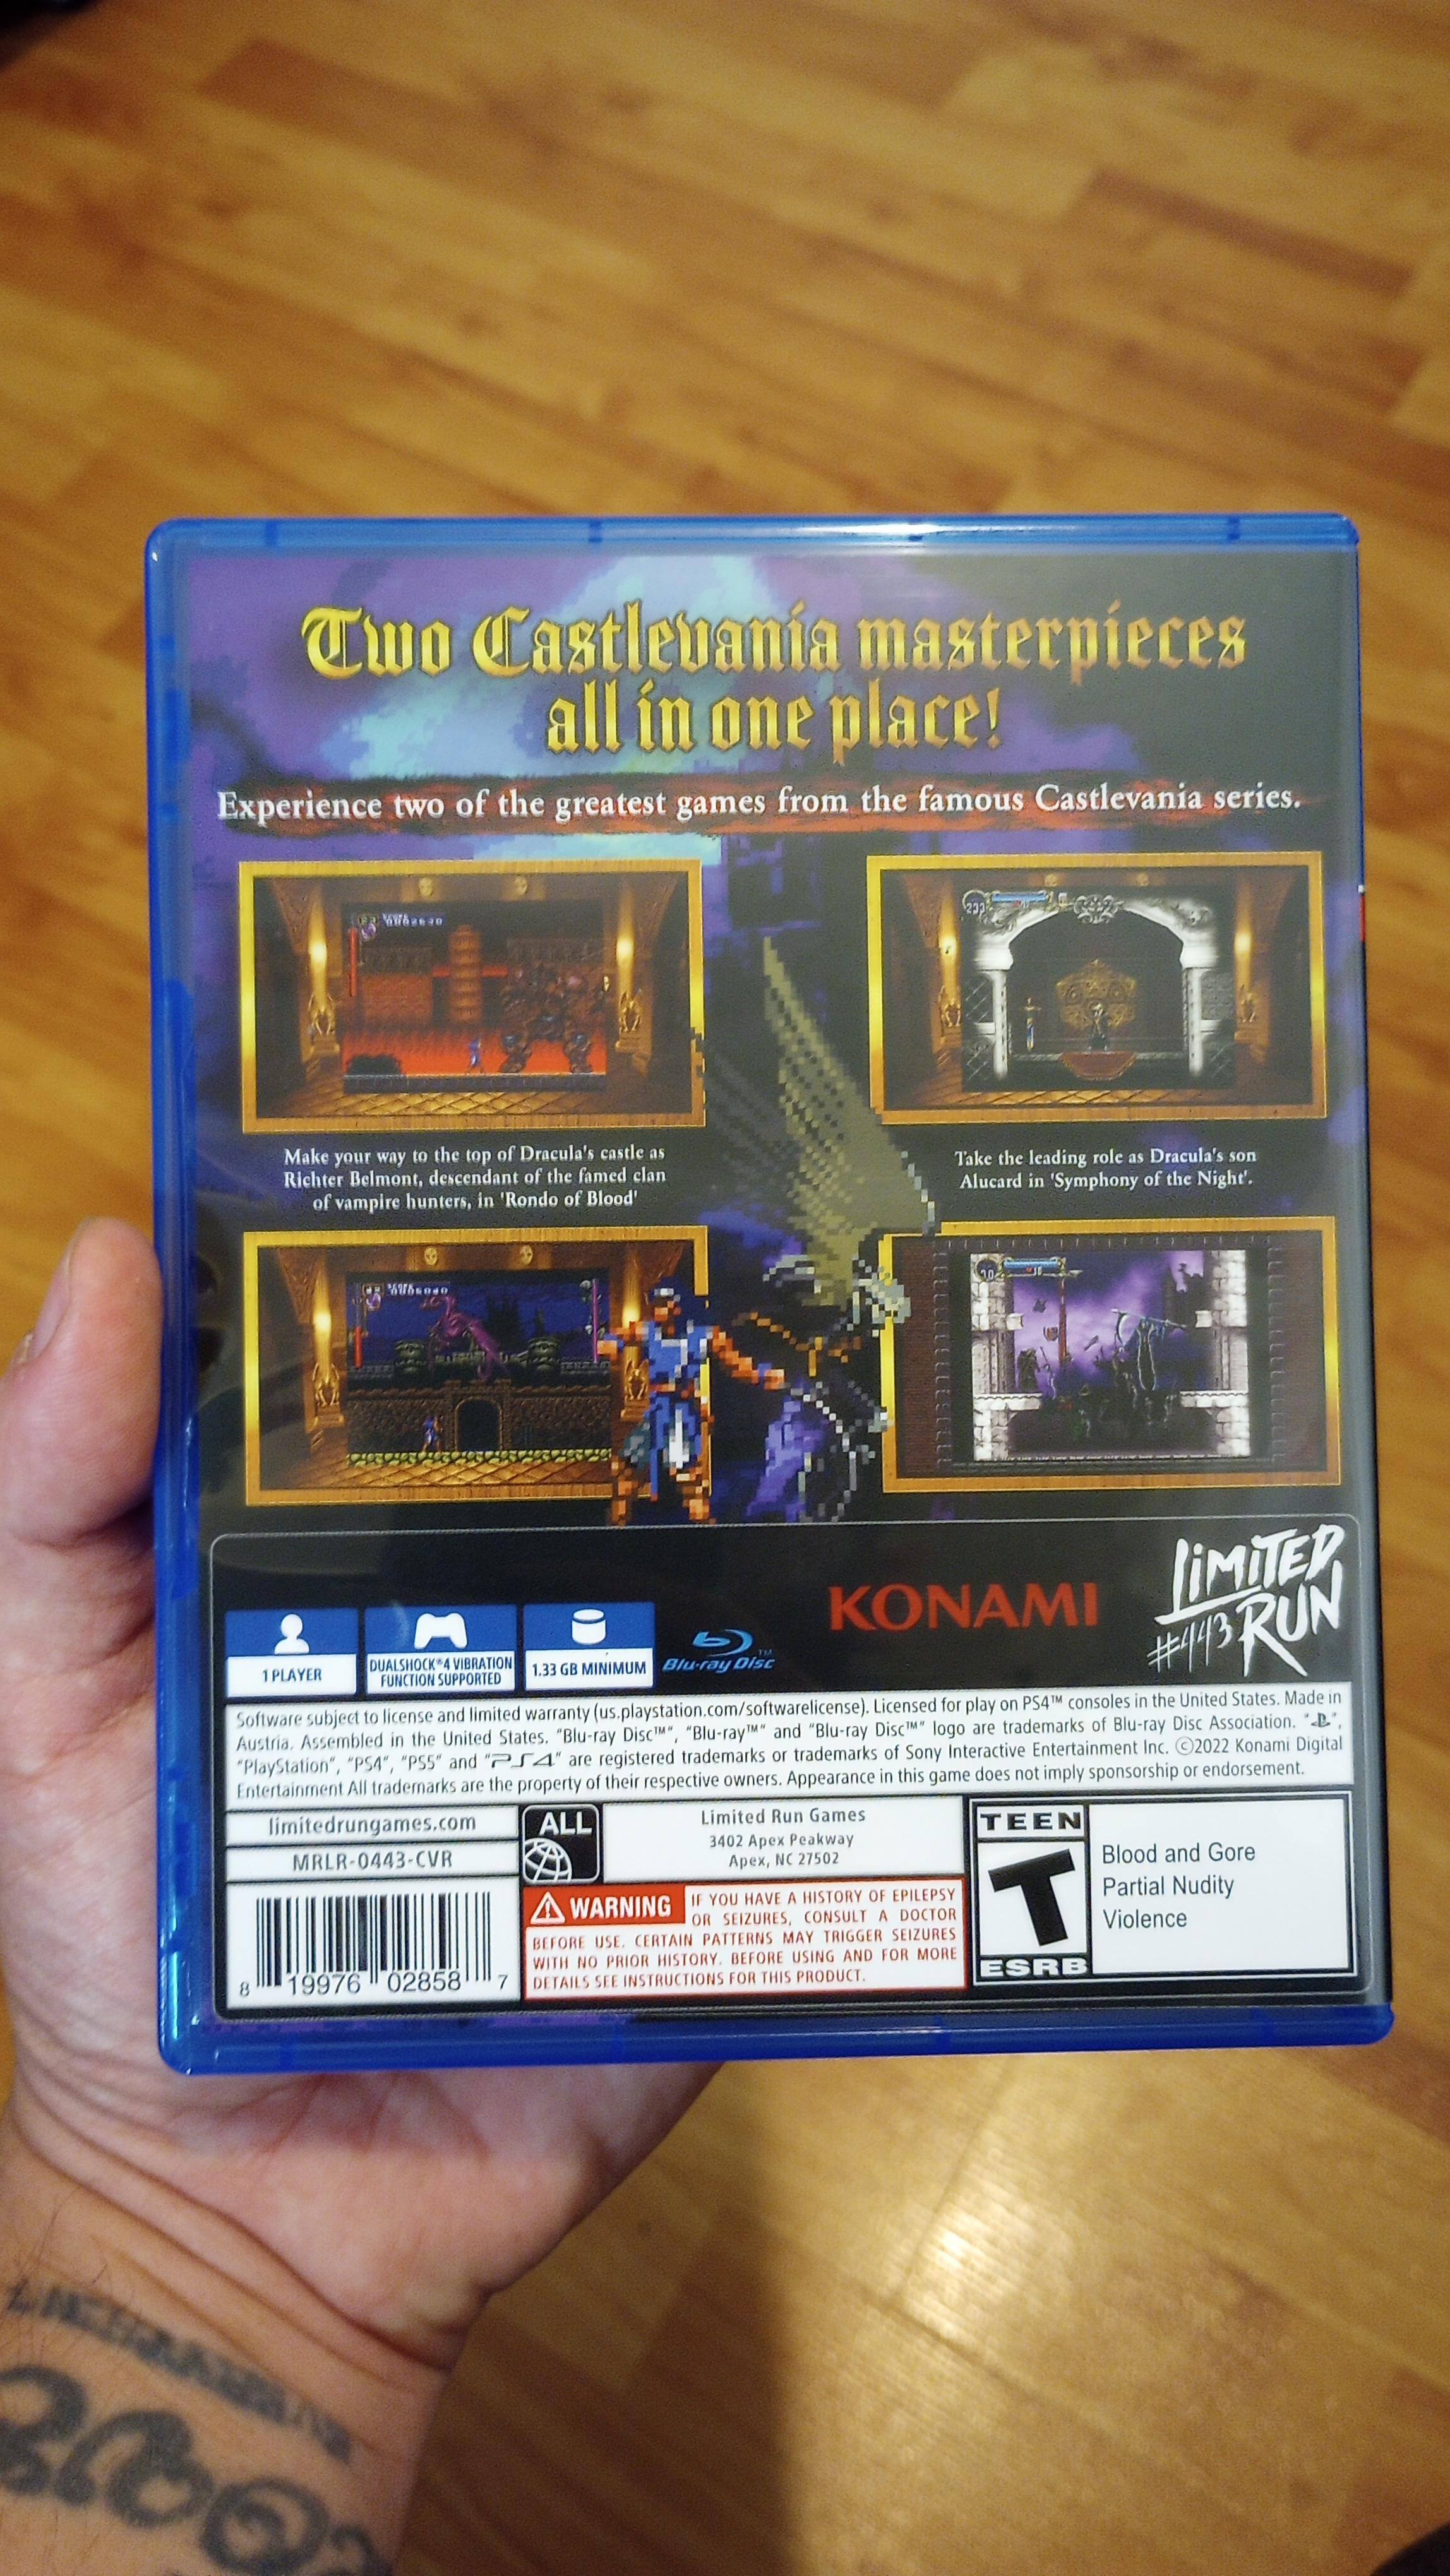 Two Castlevania masterpieces
all in one place!
Experience two of the greatest games from the famous Castlevania series.
SCORE
0002620
233
Make your way to the top of Dracula's castle as
Richter Belmont, descendant of the famed clan
of vampire hunters, in 'Rondo of Blood'
Take the leading role as Dracula's son
Alucard in 'Symphony of the Night'.
SCORE
KONAMI
LiMiTED
RUN
#443
1 PLAYER
DUALSHOCK®4 VIBRATION
FUNCTION SUPPORTED
1.33 GB MINIMUM
Blu-ray Disc™
Software subject to license and limited warranty (us.playstation.com/softwarelicense). Licensed for play on PS4™ consoles in the United States. Made in
Austria. Assembled in the United States. “Blu-ray Disc™”, “Blu-ray™” and “Blu-ray Disc™” logo are trademarks of Blu-ray Disc Association. “”,
“PlayStation”, “PS4”, “PS5” and “PS4” are registered trademarks or trademarks of Sony Interactive Entertainment Inc. ©2022 Konami Digital
Entertainment All trademarks are the property of their respective owners. Appearance in this game does not imply sponsorship or endorsement.
limitedrungames.com
MRLR-0443-CVR
ALL
Limited Run Games
3402 Apex Peakway
Apex, NC 27502
WARNING IF YOU HAVE A HISTORY OF EPILEPSY
OR SEIZURES, CONSULT A DOCTOR
BEFORE USE. CERTAIN PATTERNS MAY TRIGGER SEIZURES
WITH NO PRIOR HISTORY. BEFORE USING AND FOR MORE
DETAILS SEE INSTRUCTIONS FOR THIS PRODUCT.
8 19976 02858 7
TEEN
T
ESRB
Blood and Gore
Partial Nudity
Violence